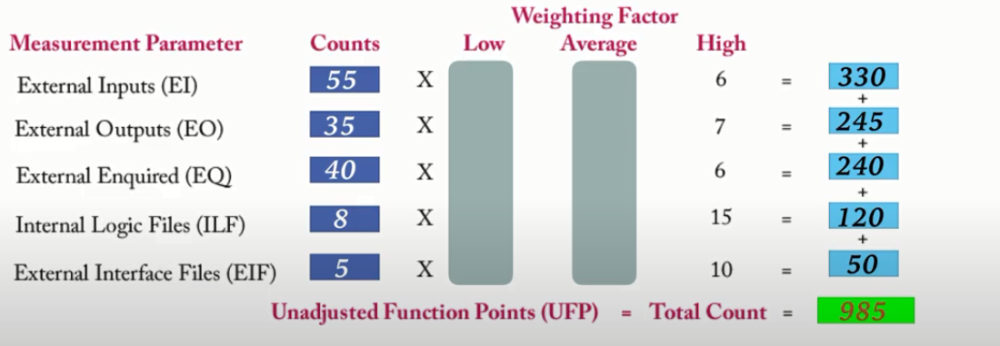 Weighting Factor
Measurement Parameter Counts Low Average High
External Inputs (EI) 55 X 6 = 330
+
External Outputs (EO) 35 X 7 = 245
+
External Enquired (EQ) 40 X 6 = 240
+
Internal Logic Files (ILF) 8 X 15 = 120
+
External Interface Files (EIF) 5 X 10 = 50
Unadjusted Function Points (UFP) = Total Count = 985